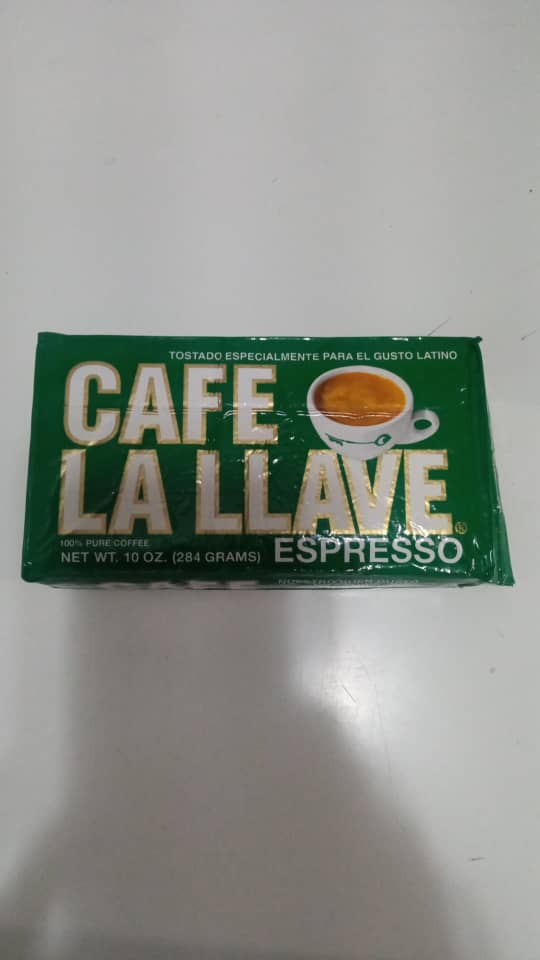 TOSTADO ESPECIALMENTE PARA EL GUSTO LATINO
CAFE
LA LLAVE®
100% PURE COFFEE
NET WT. 10 OZ. (284 GRAMS) ESPRESSO